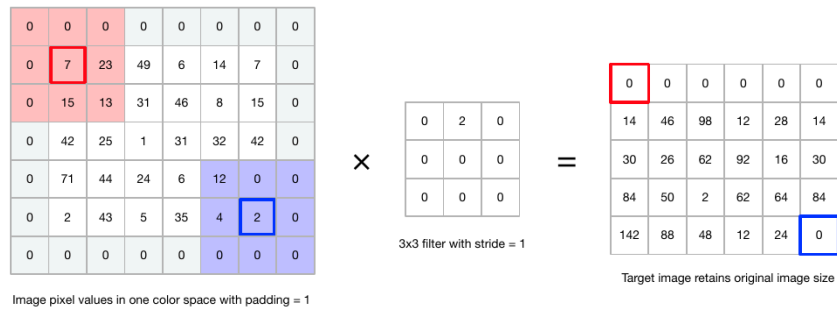 0 0 0 0 0 0 0 0
0 7 23 49 6 14 7 0
0 15 13 31 46 8 15 0
0 42 25 1 31 32 42 0
0 71 44 24 6 12 0 0
0 2 43 5 35 4 2 0
0 0 0 0 0 0 0 0
Image pixel values in one color space with padding = 1
×
0 2 0
0 0 0
0 0 0
3x3 filter with stride = 1
=
0 0 0 0 0 0
14 46 98 12 28 14
30 26 62 92 16 30
84 50 2 62 64 84
142 88 48 12 24 0
Target image retains original image size